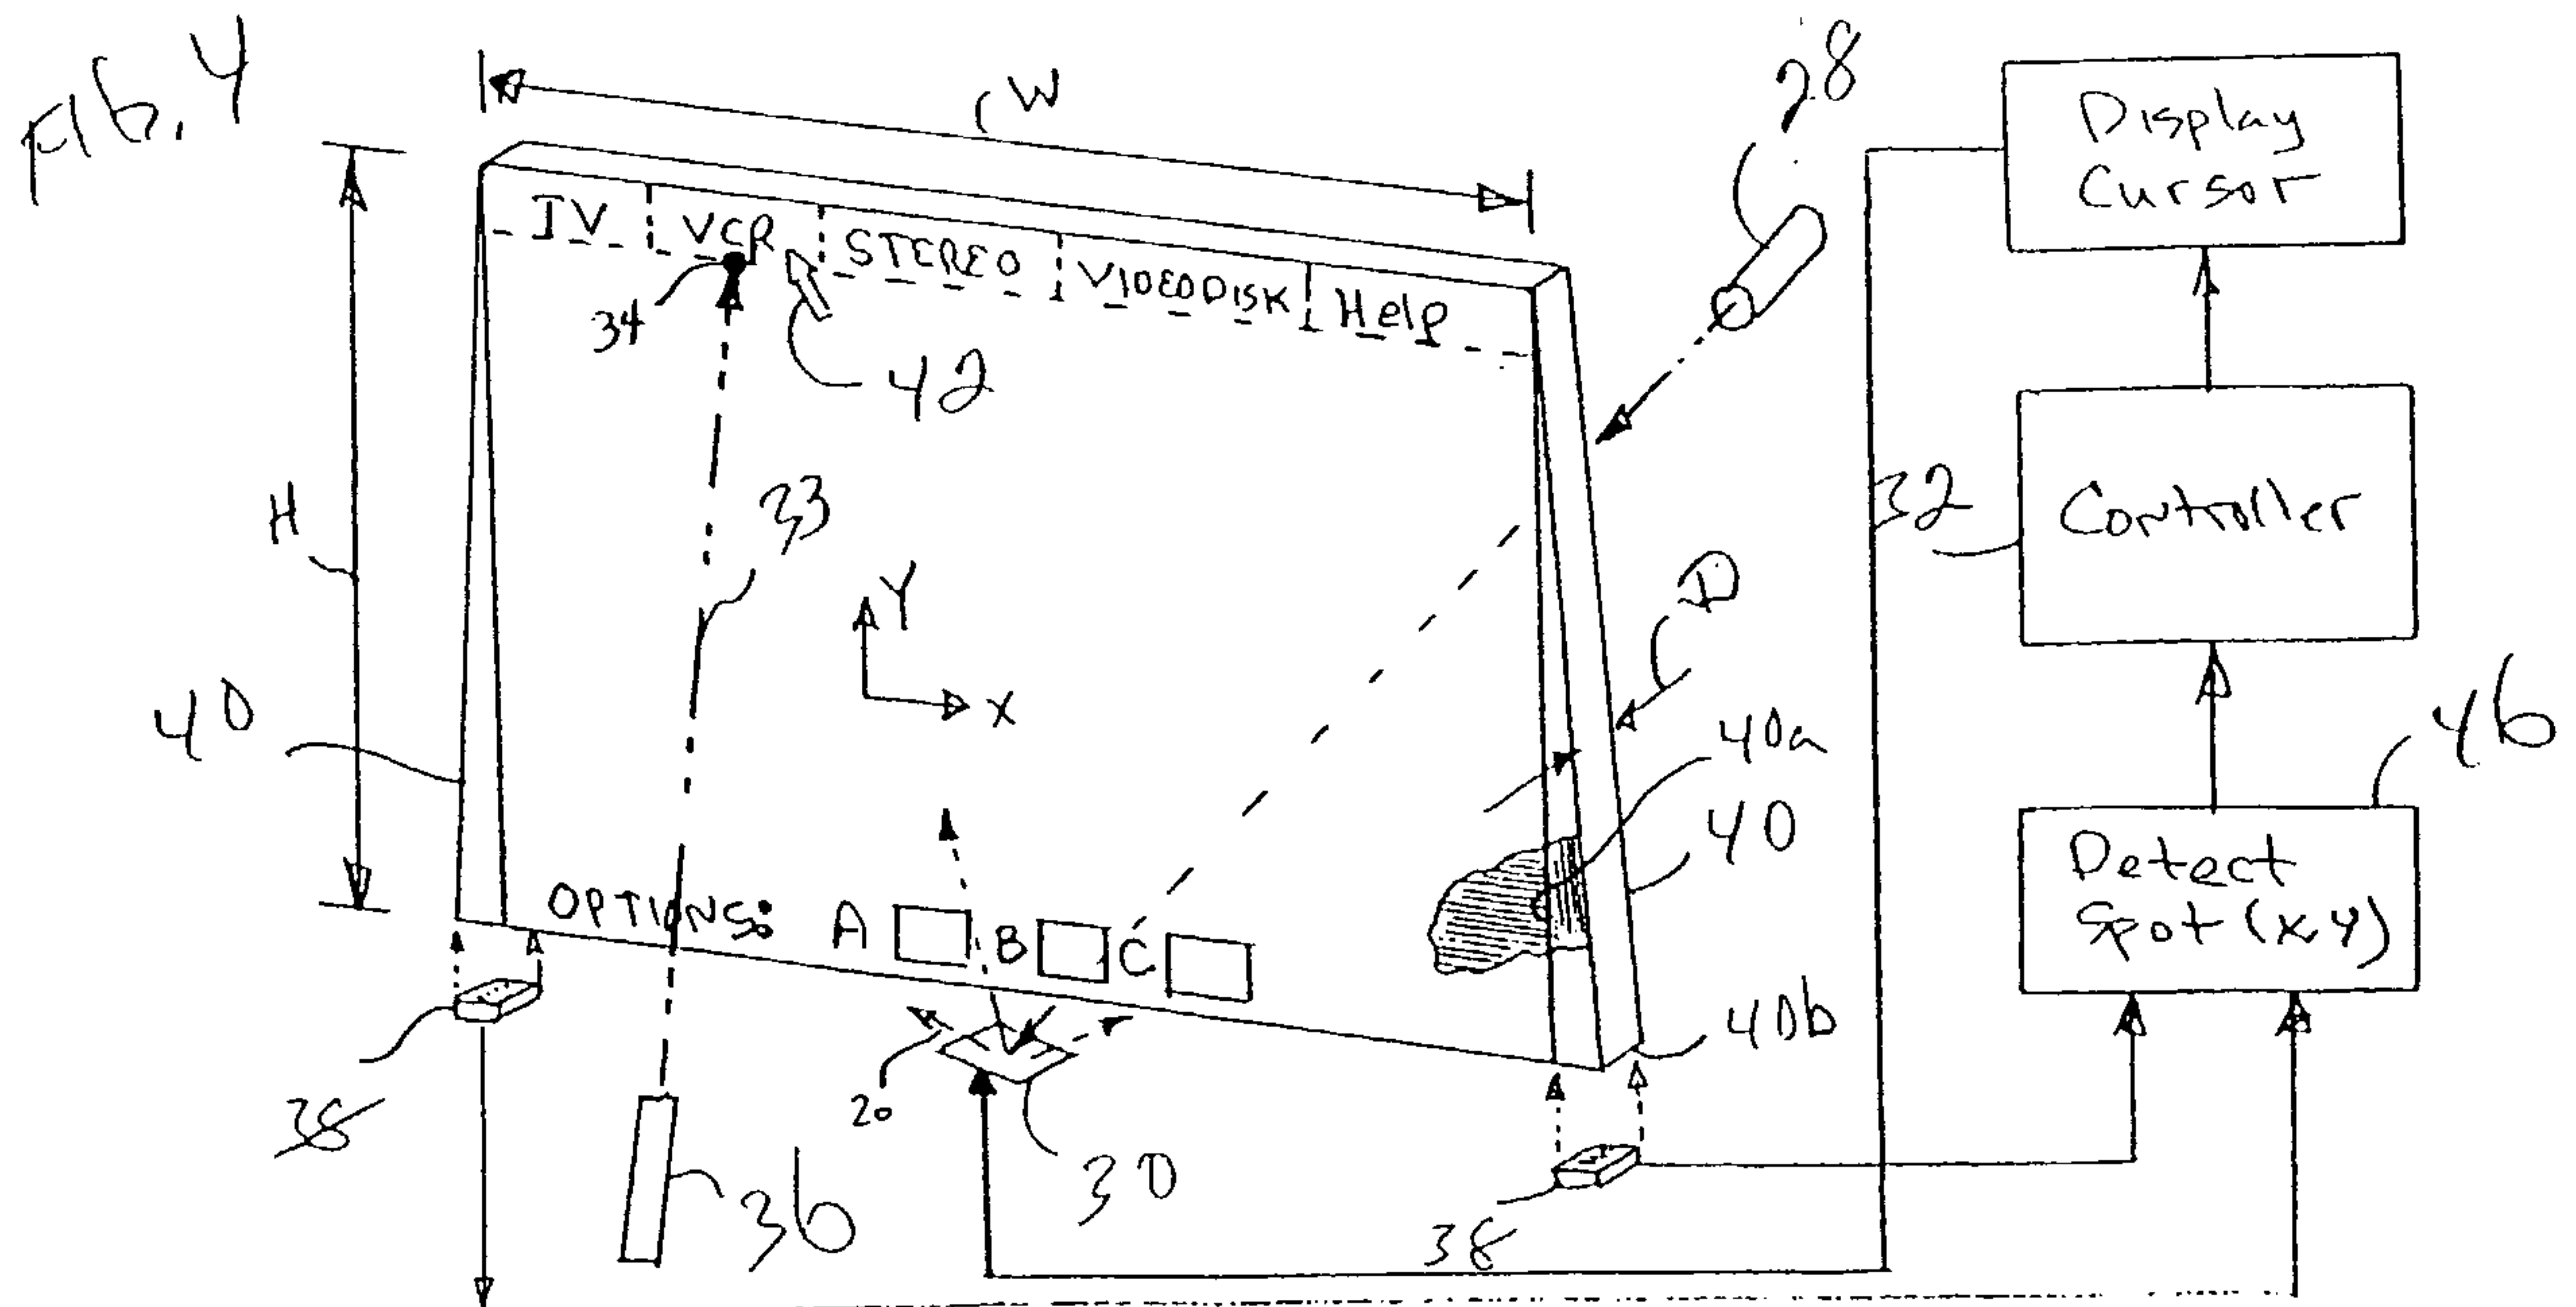 FIG. 4
W
28
Display
Cursor
TV
VCR
STEREO
VIDEODISK
Help
34
42
H
33
32
Controller
Y
X
D
40
40a
40
46
Detect
Spot (x, y)
OPTIONS: A B C
40b
38
20
30
36
38